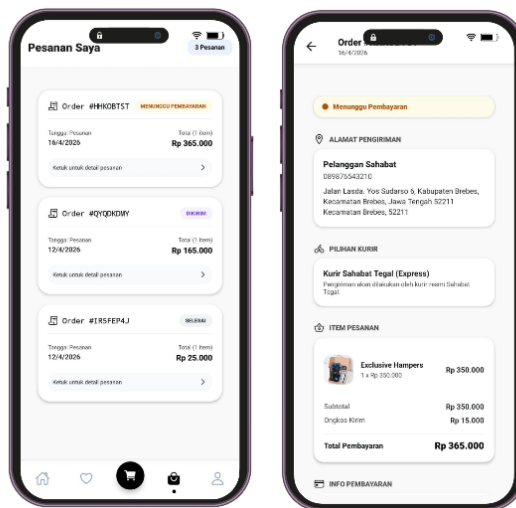 Pesanan Saya
3 Pesanan
Order #HHKOBTST
MENUNGGU PEMBAYARAN
Tanggal Pesanan
Total (1 item)
16/4/2026
Rp 365.000
Ketuk untuk detail pesanan
Order #QYQDKDMY
DIKIRIM
Tanggal Pesanan
Total (1 item)
12/4/2026
Rp 165.000
Ketuk untuk detail pesanan
Order #IRSFEP4J
SELESAI
Tanggal Pesanan
Total (1 item)
12/4/2026
Rp 25.000
Ketuk untuk detail pesanan
Order
16/4/2026
Menunggu Pembayaran
ALAMAT PENGIRIMAN
Pelanggan Sahabat
089876543210
Jalan Lasda. Yos Sudarso 6, Kabupaten Brebes,
Kecamatan Brebes, Jawa Tengah 52211
Kecamatan Brebes, 52211
PILIHAN KURIR
Kurir Sahabat Tegal (Express)
Pengiriman akan dilakukan oleh kurir resmi Sahabat
Tegal.
ITEM PESANAN
Exclusive Hampers
1 x Rp 350.000
Rp 350.000
Subtotal
Rp 350.000
Ongkos Kirim
Rp 15.000
Total Pembayaran
Rp 365.000
INFO PEMBAYARAN